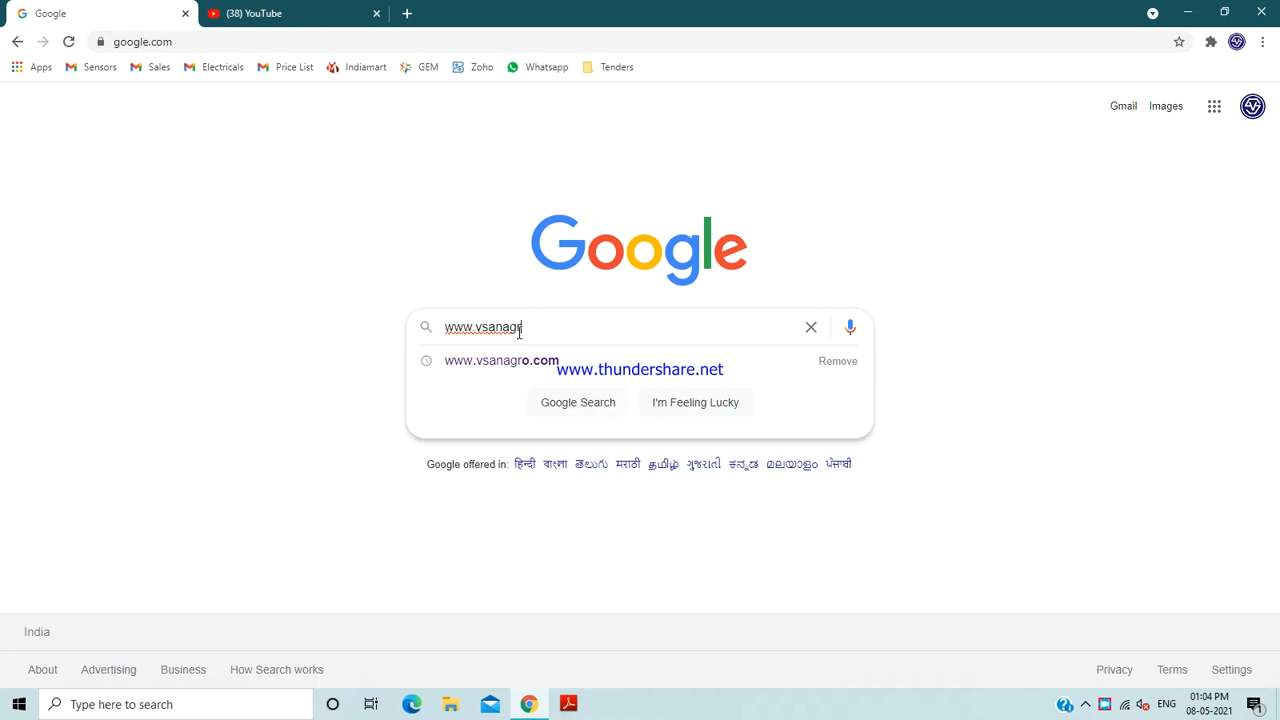 Google
(38) YouTube
google.com
Apps Sensors Sales Electricals Price List Indiamart GEM Zoho Whatsapp Tenders
Gmail Images
Google
www.vsanagr
www.vsanagro.com Remove
www.thundershare.net
Google Search I'm Feeling Lucky
Google offered in: हिन्दी বাংলা తెలుగు मराठी தமிழ் ગુજરાતી ಕನ್ನಡ മലയാളം ਪੰਜਾਬੀ
India
About Advertising Business How Search works Privacy Terms Settings
Type here to search ENG 01:04 PM
08-05-2021
1